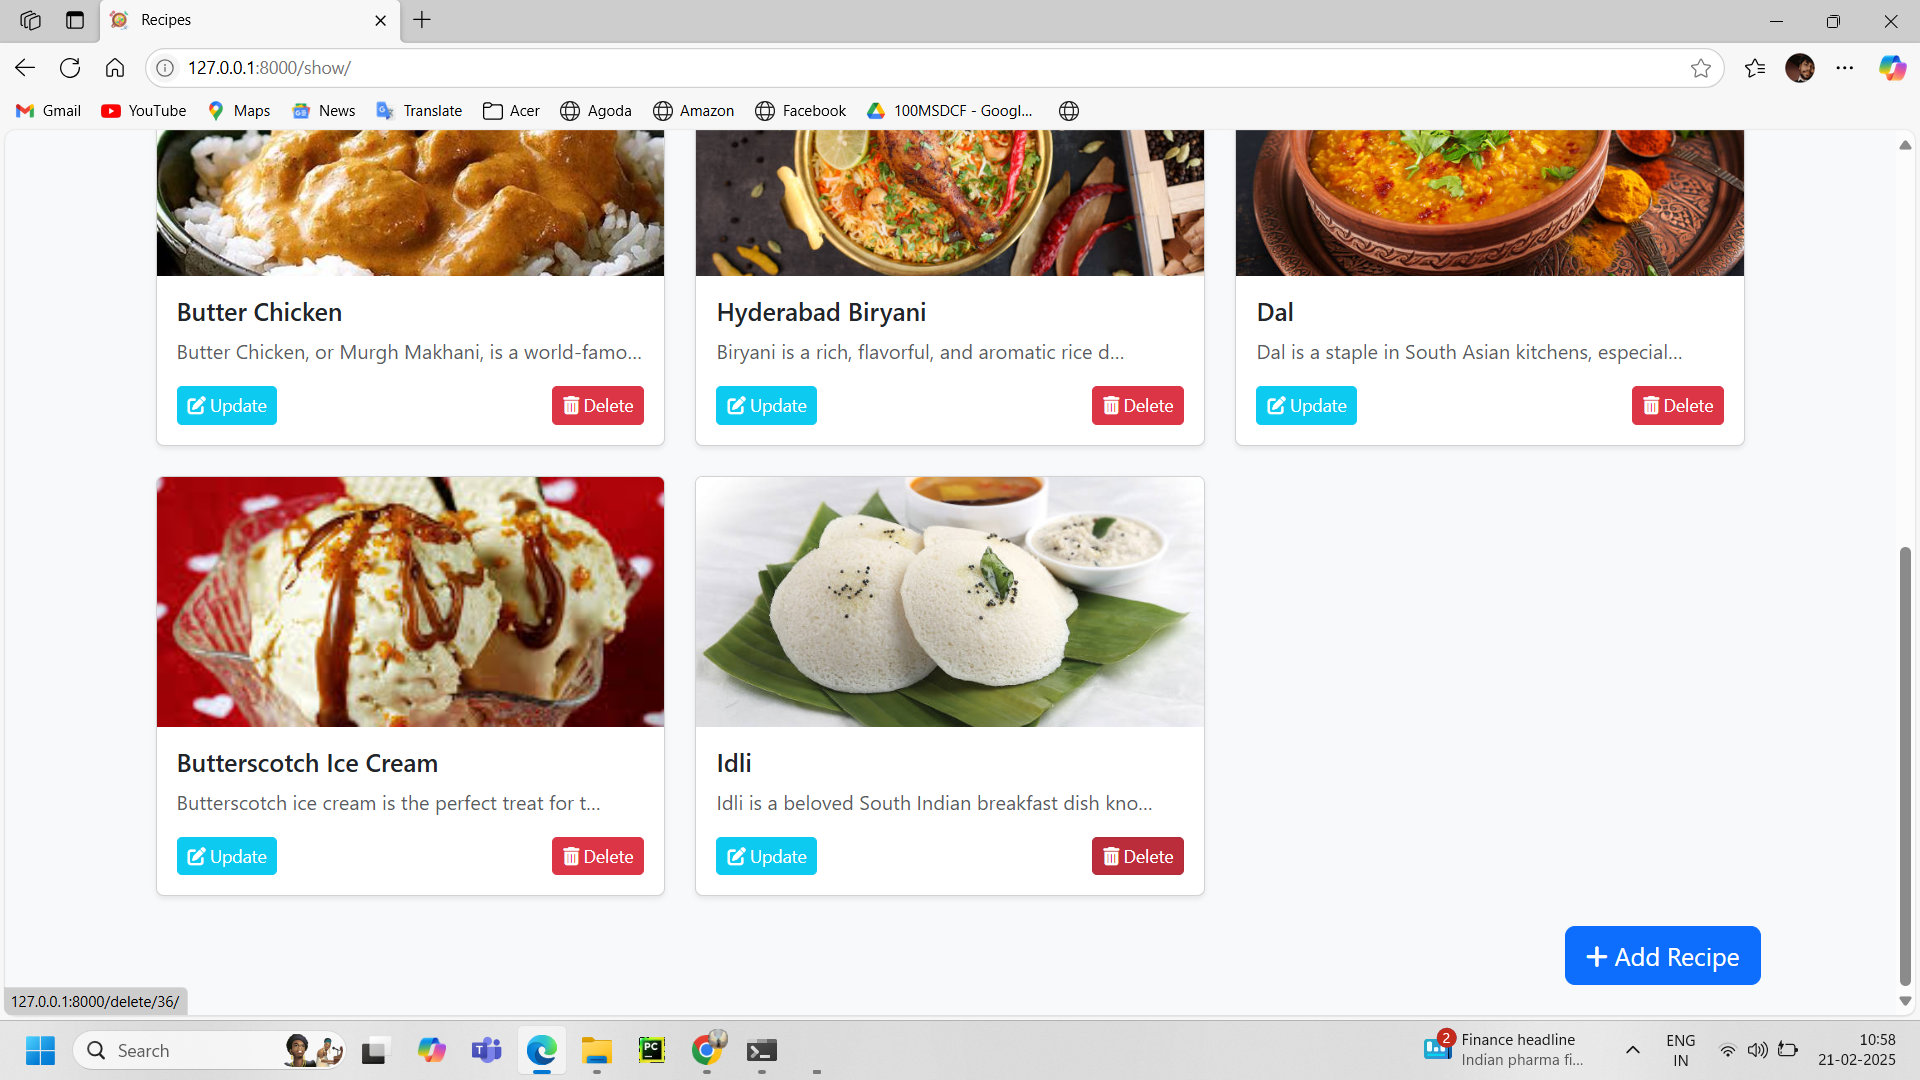 Recipes
127.0.0.1:8000/show/
Gmail
YouTube
Maps
News
Translate
Acer
Agoda
Amazon
Facebook
100MSDCF - Googl...
Butter Chicken
Butter Chicken, or Murgh Makhani, is a world-famo...
Update
Delete
Hyderabad Biryani
Biryani is a rich, flavorful, and aromatic rice d...
Update
Delete
Dal
Dal is a staple in South Asian kitchens, especial...
Update
Delete
Butterscotch Ice Cream
Butterscotch ice cream is the perfect treat for t...
Update
Delete
Idli
Idli is a beloved South Indian breakfast dish kno...
Update
Delete
+ Add Recipe
127.0.0.1:8000/delete/36/
Search
PC
2
Finance headline
Indian pharma fi...
ENG
IN
10:58
21-02-2025